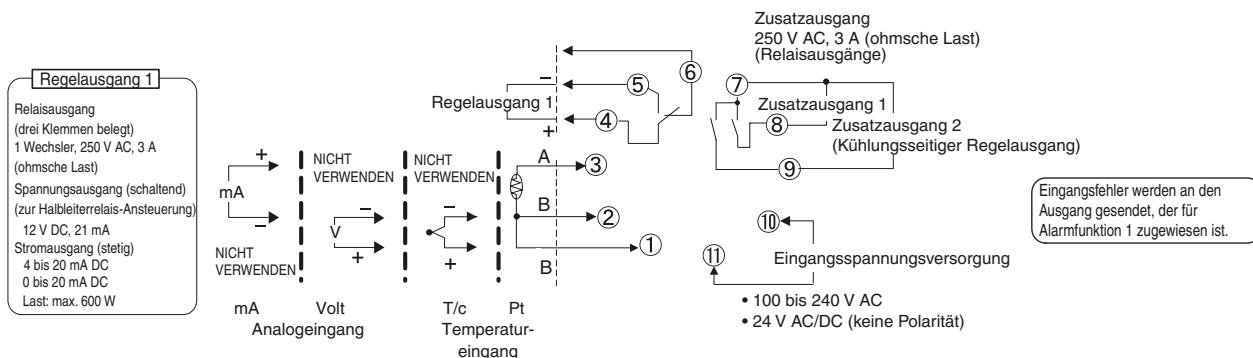 Regelausgang 1
Relaisausgang
(drei Klemmen belegt)
1 Wechsler, 250 V AC, 3 A
(ohmsche Last)
Spannungsausgang (schaltend)
(zur Halbleiterrelais-Ansteuerung)
12 V DC, 21 mA
Stromausgang (stetig)
4 bis 20 mA DC
0 bis 20 mA DC
Last: max. 600 W
+
mA
−
NICHT
VERWENDEN
NICHT
VERWENDEN
−
V
+
NICHT
VERWENDEN
−
+
A
B
B
③
②
①
mA
Volt
T/c
Pt
Analogeingang
Temperatur-
eingang
Regelausgang 1
−
+
⑥
⑤
④
Zusatzausgang
250 V AC, 3 A (ohmsche Last)
(Relaisausgänge)
⑦
Zusatzausgang 1
⑧
Zusatzausgang 2
(Kühlungsseitiger Regelausgang)
⑨
⑩
Eingangsspannungsversorgung
⑪
• 100 bis 240 V AC
• 24 V AC/DC (keine Polarität)
Eingangsfehler werden an den
Ausgang gesendet, der für
Alarmfunktion 1 zugewiesen ist.